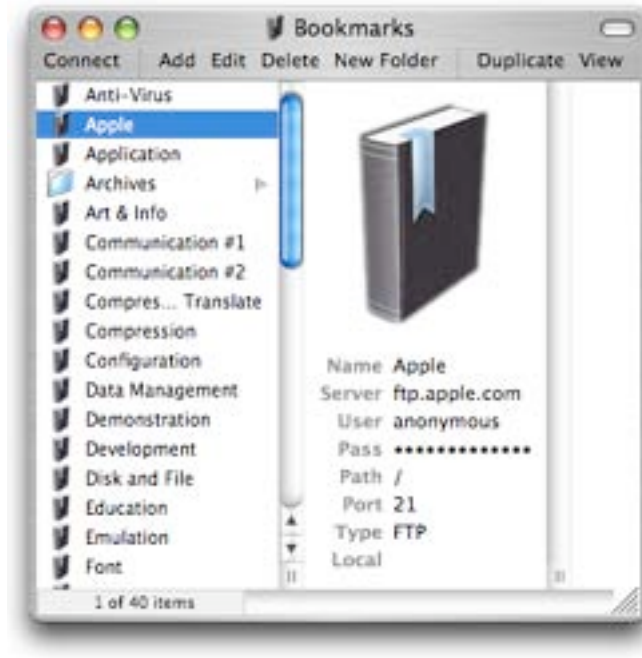 Bookmarks
Connect Add Edit Delete New Folder Duplicate View
Anti-Virus
Apple
Application
Archives
Art & Info
Communication #1
Communication #2
Compres... Translate
Compression
Configuration
Data Management
Demonstration
Development
Disk and File
Education
Emulation
Font
Name Apple
Server ftp.apple.com
User anonymous
Pass •••••••••••••
Path /
Port 21
Type FTP
Local
1 of 40 items